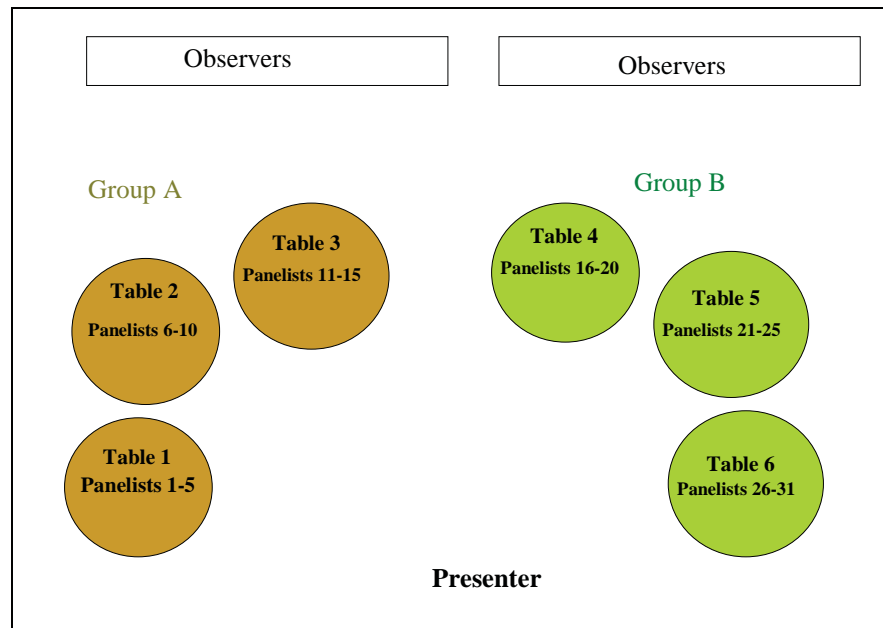 Observers
Observers
Group A
Group B
Table 3
Panelists 11-15
Table 4
Panelists 16-20
Table 2
Panelists 6-10
Table 5
Panelists 21-25
Table 1
Panelists 1-5
Table 6
Panelists 26-31
Presenter